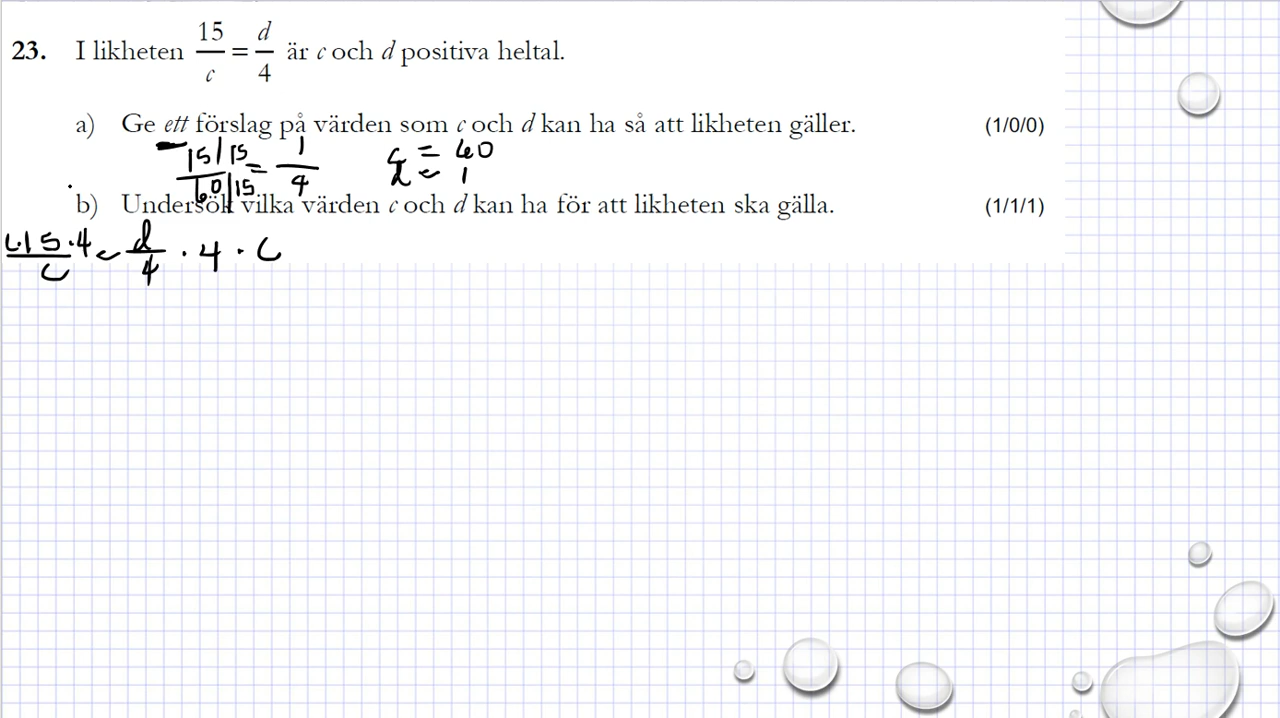 23. I likheten 15/c = d/4 är c och d positiva heltal.
a) Ge ett förslag på värden som c och d kan ha så att likheten gäller. (1/0/0)
15/15 / 60/15 = 1/4 c = 60
d = 1
b) Undersök vilka värden c och d kan ha för att likheten ska gälla. (1/1/1)
c·15·4/c = d/4 · 4 · c